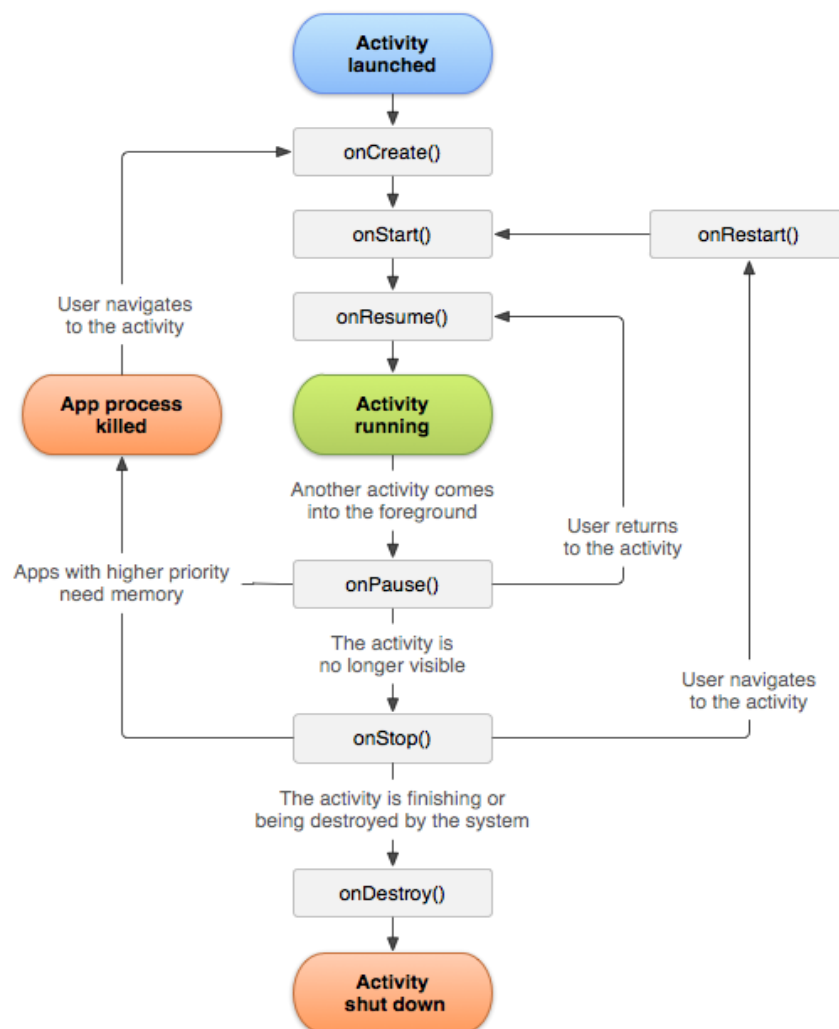 Activity
launched
onCreate()
onStart()
onRestart()
User navigates
to the activity
onResume()
App process
killed
Activity
running
Another activity comes
into the foreground
User returns
to the activity
Apps with higher priority
need memory
onPause()
The activity is
no longer visible
User navigates
to the activity
onStop()
The activity is finishing or
being destroyed by the system
onDestroy()
Activity
shut down